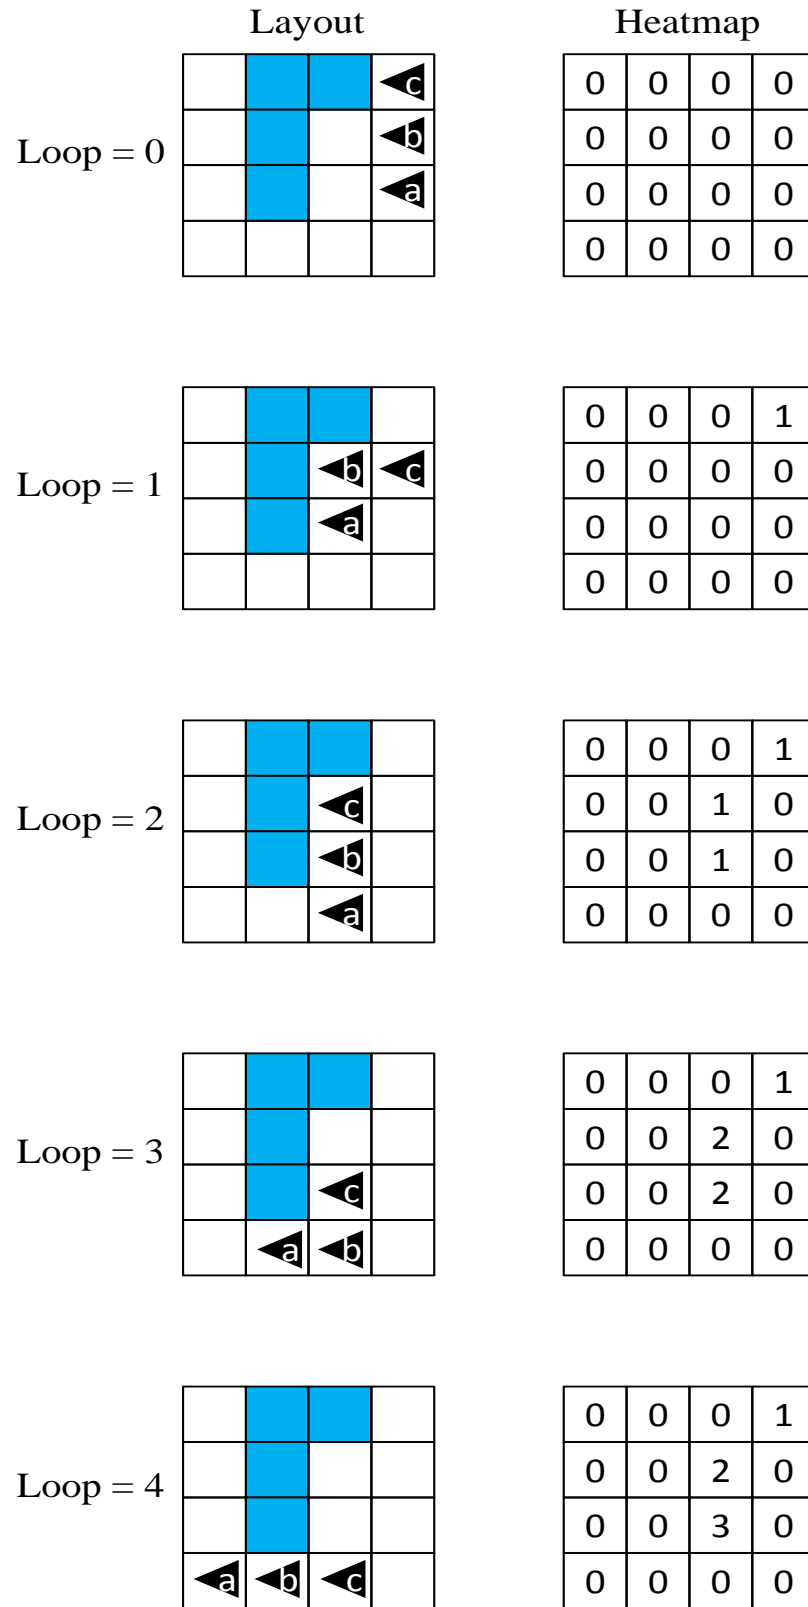 Layout Heatmap
c 0 0 0 0
b 0 0 0 0
Loop = 0
a 0 0 0 0
0 0 0 0
0 0 0 1
b c 0 0 0 0
Loop = 1
a 0 0 0 0
0 0 0 0
0 0 0 1
c 0 0 1 0
Loop = 2
b 0 0 1 0
a 0 0 0 0
0 0 0 1
0 0 2 0
Loop = 3
c 0 0 2 0
a b 0 0 0 0
0 0 0 1
0 0 2 0
Loop = 4
0 0 3 0
a b c 0 0 0 0